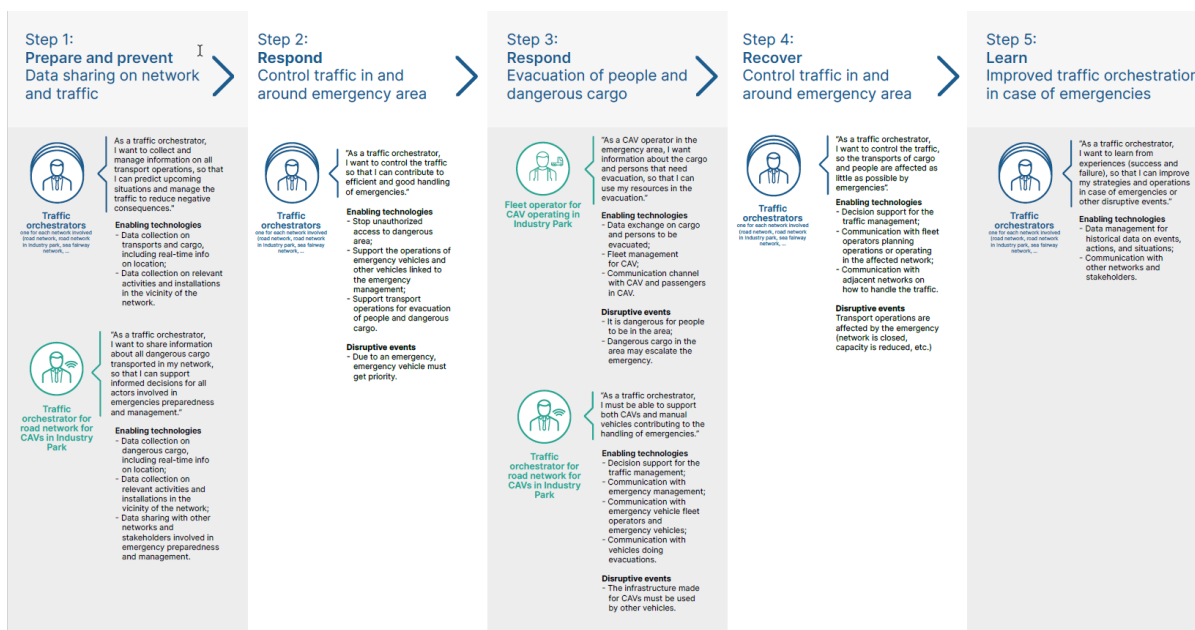 Step 1:
Prepare and prevent
Data sharing on network
and traffic
Step 2:
Respond
Control traffic in and
around emergency area
Step 3:
Respond
Evacuation of people and
dangerous cargo
Step 4:
Recover
Control traffic in and
around emergency area
Step 5:
Learn
Improved traffic orchestration
in case of emergencies
Traffic
orchestrators
one for each network involved
(road network, road network
in industry park, sea fairway
network, ...
As a traffic orchestrator,
I want to collect and
manage information on all
transport operations, so that
I can predict upcoming
situations and manage the
traffic to reduce negative
consequences."
Enabling technologies
- Data collection on
transports and cargo,
including real-time info
on location;
- Data collection on relevant
activities and installations
in the vicinity of the
network.
Traffic
orchestrator for
road network for
CAVs in Industry
Park
"As a traffic orchestrator,
I want to share information
about all dangerous cargo
transported in my network,
so that I can support
informed decisions for all
actors involved in
emergencies preparedness
and management."
Enabling technologies
- Data collection on
dangerous cargo,
including real-time info
on location;
- Data collection on
relevant activities and
installations in the
vicinity of the network;
- Data sharing with other
networks and
stakeholders involved in
emergency preparedness
and management.
Traffic
orchestrators
one for each network involved
(road network, road network
in industry park, sea fairway
network, ...
"As a traffic orchestrator,
I want to control the traffic
so that I can contribute to
efficient and good handling
of emergencies."
Enabling technologies
- Stop unauthorized
access to dangerous
area;
- Support the operations of
emergency vehicles and
other vehicles linked to
the emergency
management;
- Support transport
operations for evacuation
of people and dangerous
cargo.
Disruptive events
- Due to an emergency,
emergency vehicle must
get priority.
Fleet operator for
CAV operating in
Industry Park
"As a CAV operator in the
emergency area, I want
information about the cargo
and persons that need
evacuation, so that I can
use my resources in the
evacuation."
Enabling technologies
- Data exchange on cargo
and persons to be
evacuated;
- Fleet management
for CAV;
- Communication channel
with CAV and passengers
in CAV.
Disruptive events
- It is dangerous for people
to be in the area;
- Dangerous cargo in the
area may escalate the
emergency.
Traffic
orchestrator for
road network for
CAVs in Industry
Park
"As a traffic orchestrator,
I must be able to support
both CAVs and manual
vehicles contributing to the
handling of emergencies."
Enabling technologies
- Decision support for the
traffic management;
- Communication with
emergency management;
- Communication with
emergency vehicle fleet
operators and
emergency vehicles;
- Communication with
vehicles doing
evacuations.
Disruptive events
- The infrastructure made
for CAVs must be used
by other vehicles.
Traffic
orchestrators
one for each network involved
(road network, road network
in industry park, sea fairway
network, ...
"As a traffic orchestrator,
I want to control the traffic,
so the transports of cargo
and people are affected as
little as possible by
emergencies".
Enabling technologies
- Decision support for the
traffic management;
- Communication with fleet
operators planning
operations or operating
in the affected network;
- Communication with
adjacent networks on
how to handle the traffic.
Disruptive events
Transport operations are
affected by the emergency
(network is closed,
capacity is reduced, etc.)
Traffic
orchestrators
one for each network involved
(road network, road network
in industry park, sea fairway
network, ...
"As a traffic orchestrator,
I want to learn from
experiences (success and
failure), so that I can improve
my strategies and operations
in case of emergencies or
other disruptive events."
Enabling technologies
- Data management for
historical data on events,
actions, and situations;
- Communication with
other networks and
stakeholders.